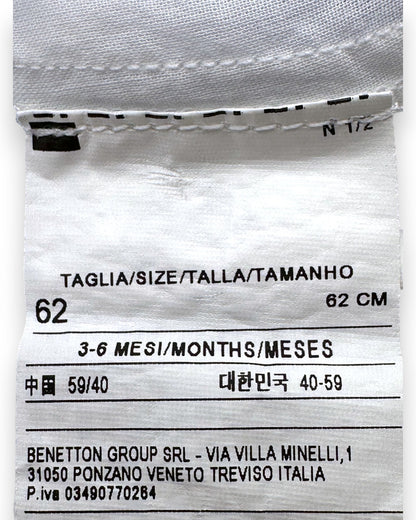 N 1/2
TAGLIA/SIZE/TALLA/TAMANHO
62 62 CM
3-6 MESI/MONTHS/MESES
中国 59/40 대한민국 40-59
BENETTON GROUP SRL - VIA VILLA MINELLI,1
31050 PONZANO VENETO TREVISO ITALIA
P.iva 03490770264